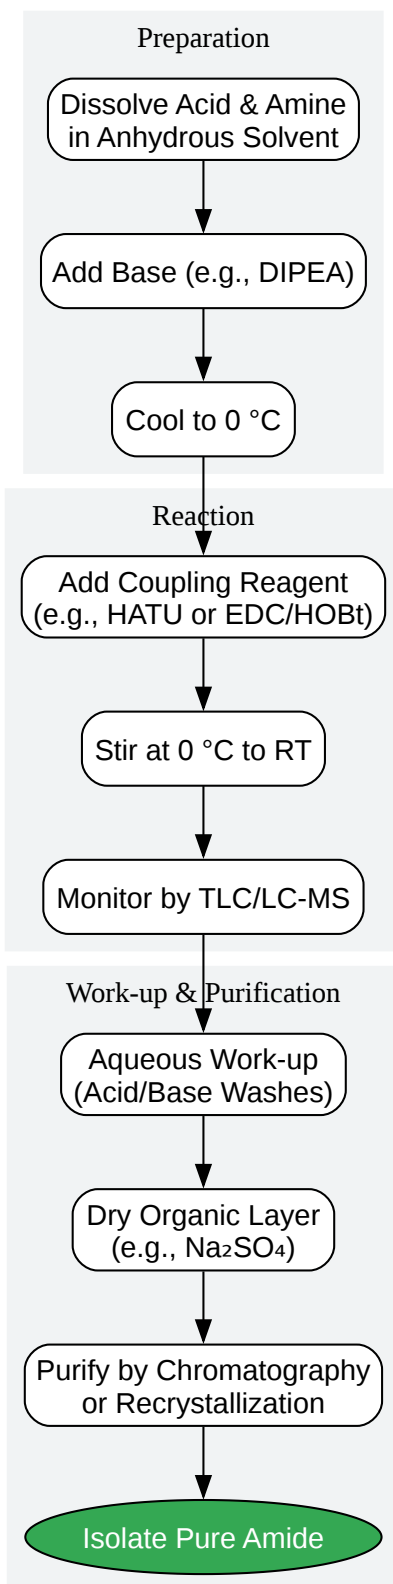 Preparation
Dissolve Acid & Amine
in Anhydrous Solvent
Add Base (e.g., DIPEA)
Cool to 0 °C
Reaction
Add Coupling Reagent
(e.g., HATU or EDC/HOBt)
Stir at 0 °C to RT
Monitor by TLC/LC-MS
Work-up & Purification
Aqueous Work-up
(Acid/Base Washes)
Dry Organic Layer
(e.g., Na₂SO₄)
Purify by Chromatography
or Recrystallization
Isolate Pure Amide